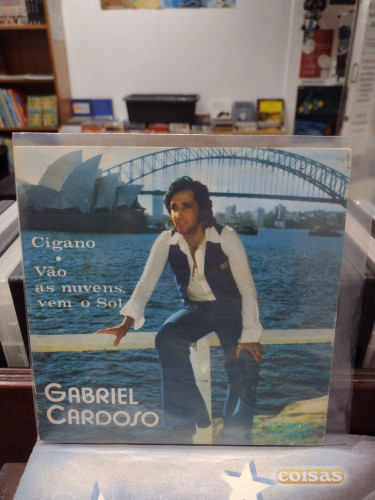 Cigano
•
Vão
as nuvens,
vem o Sol
GABRIEL
CARDOSO
coisas